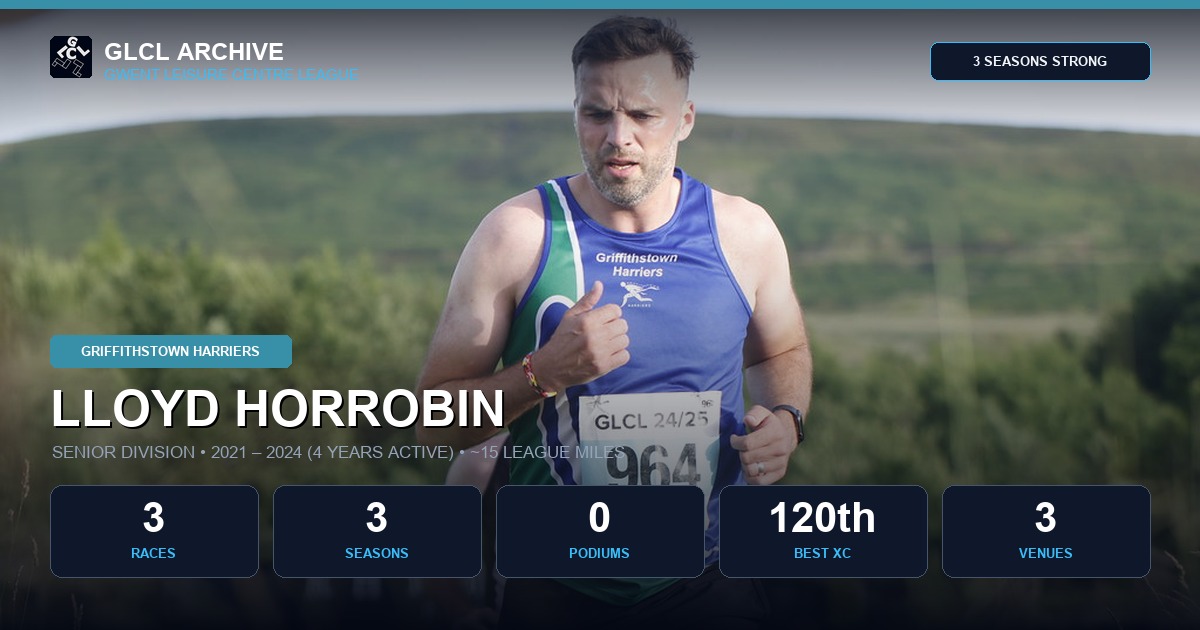 GLCL ARCHIVE
GWENT LEISURE CENTRE LEAGUE
3 SEASONS STRONG
Griffithstown
Harriers
HARRIERS
GRIFFITHSTOWN HARRIERS
LLOYD HORROBIN
SENIOR DIVISION • 2021 – 2024 (4 YEARS ACTIVE) • ~15 LEAGUE MILES
GLCL 24/25
964
3
RACES
3
SEASONS
0
PODIUMS
120th
BEST XC
3
VENUES